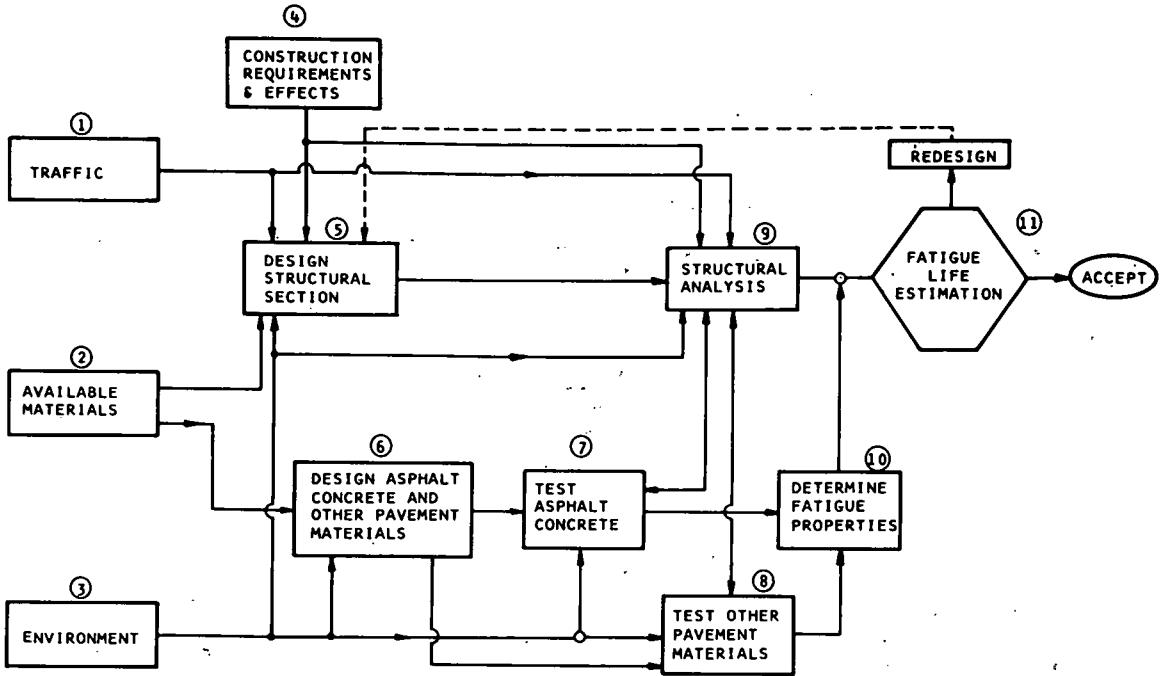 ④
CONSTRUCTION
REQUIREMENTS
& EFFECTS
①
TRAFFIC
REDESIGN
⑤
DESIGN
STRUCTURAL
SECTION
⑨
STRUCTURAL
ANALYSIS
⑪
FATIGUE
LIFE
ESTIMATION
ACCEPT
②
AVAILABLE
MATERIALS
⑥
DESIGN ASPHALT
CONCRETE AND
OTHER PAVEMENT
MATERIALS
⑦
TEST
ASPHALT
CONCRETE
⑩
DETERMINE
FATIGUE
PROPERTIES
③
ENVIRONMENT
⑧
TEST OTHER
PAVEMENT
MATERIALS